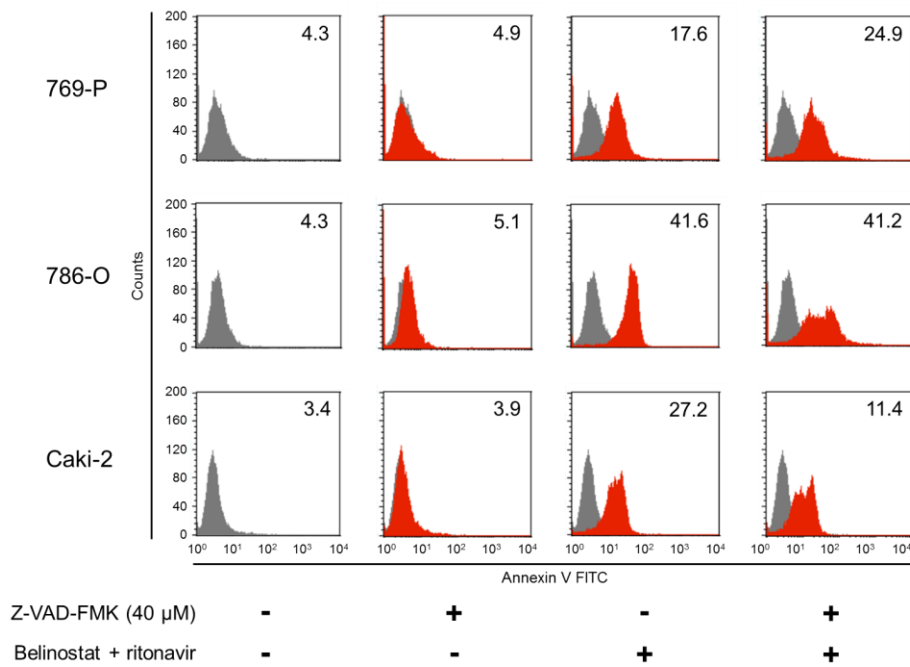 200 4.3 4.9 17.6 24.9
160
120
769-P 80
40
0
200 4.3 5.1 41.6 41.2
160
120
786-O 80
40
0
Counts
200 3.4 3.9 27.2 11.4
160
120
Caki-2 80
40
0
10⁰ 10¹ 10² 10³ 10⁴ 10⁰ 10¹ 10² 10³ 10⁴ 10⁰ 10¹ 10² 10³ 10⁴ 10⁰ 10¹ 10² 10³ 10⁴
Annexin V FITC
Z-VAD-FMK (40 µM) - + - +
Belinostat + ritonavir - - + +